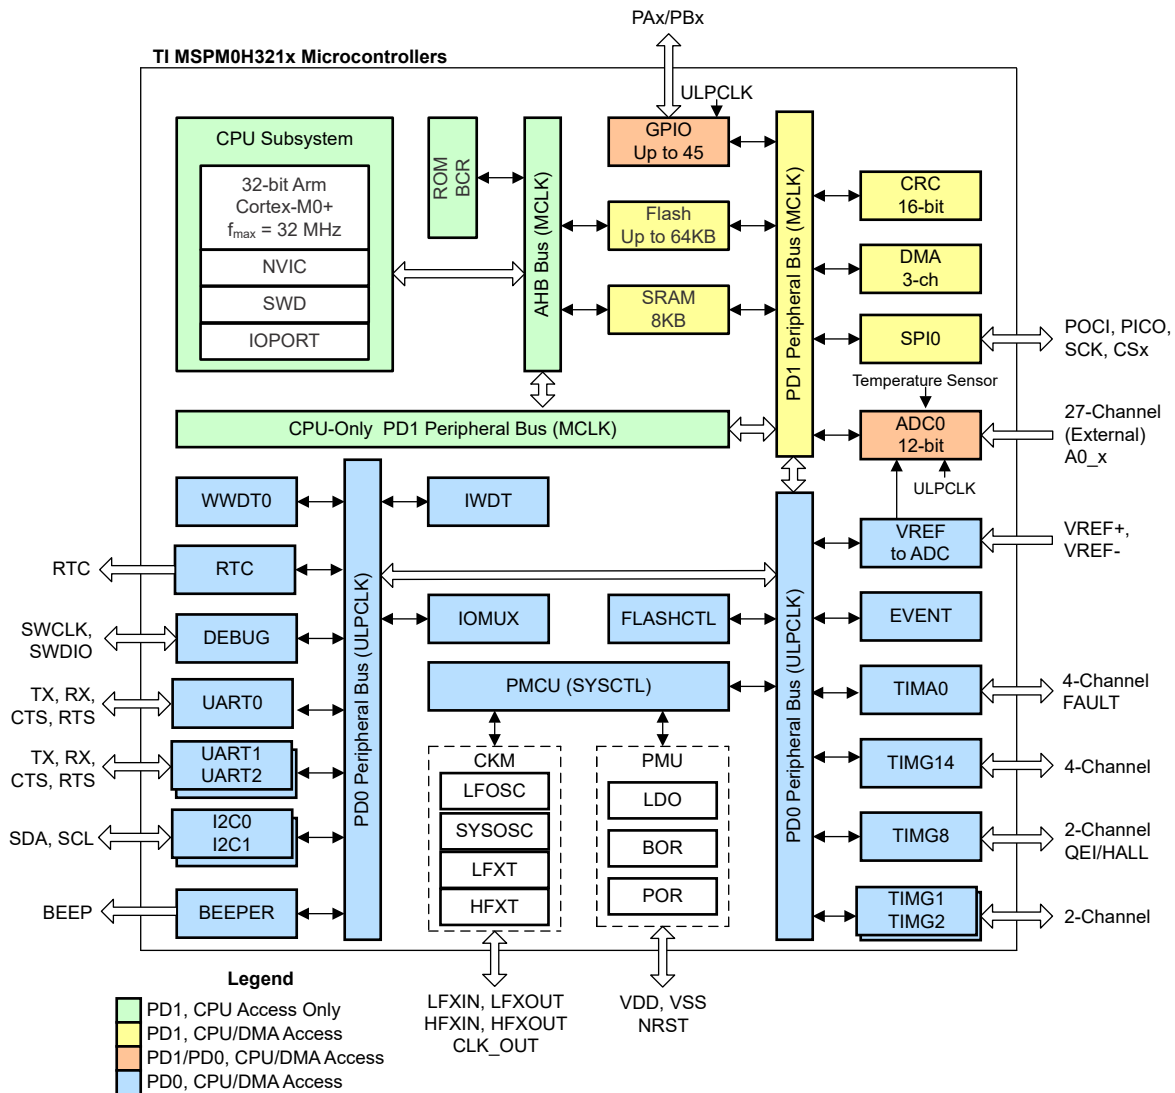 PAx/PBx
TI MSPM0H321x Microcontrollers
ULPCLK
CPU Subsystem
32-bit Arm
Cortex-M0+
fmax = 32 MHz
NVIC
SWD
IOPORT
ROM
BCR
AHB Bus (MCLK)
GPIO
Up to 45
Flash
Up to 64KB
SRAM
8KB
PD1 Peripheral Bus (MCLK)
CRC
16-bit
DMA
3-ch
SPI0
POCI, PICO,
SCK, CSx
Temperature Sensor
ADC0
12-bit
27-Channel
(External)
A0_x
ULPCLK
CPU-Only PD1 Peripheral Bus (MCLK)
WWDT0
IWDT
VREF
to ADC
VREF+,
VREF-
RTC
RTC
PD0 Peripheral Bus (ULPCLK)
PD0 Peripheral Bus (ULPCLK)
SWCLK,
SWDIO
DEBUG
IOMUX
FLASHCTL
EVENT
TX, RX,
CTS, RTS
UART0
PMCU (SYSCTL)
TIMA0
4-Channel
FAULT
TX, RX,
CTS, RTS
UART1
UART2
CKM
LFOSC
SYSOSC
LFXT
HFXT
PMU
LDO
BOR
POR
TIMG14
4-Channel
SDA, SCL
I2C0
I2C1
TIMG8
2-Channel
QEI/HALL
BEEP
BEEPER
TIMG1
TIMG2
2-Channel
LFXIN, LFXOUT
HFXIN, HFXOUT
CLK_OUT
VDD, VSS
NRST
Legend
PD1, CPU Access Only
PD1, CPU/DMA Access
PD1/PD0, CPU/DMA Access
PD0, CPU/DMA Access